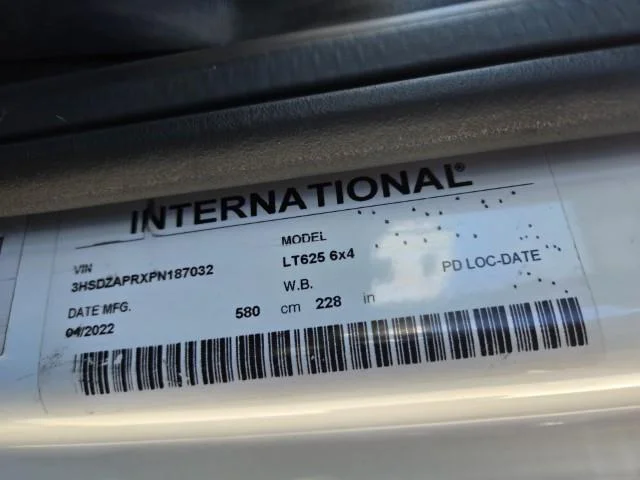 INTERNATIONAL®
VIN
3HSDZAPRXPN187032
MODEL
LT625 6x4
DATE MFG.
04/2022
W.B.
580 cm 228 in
PD LOC-DATE